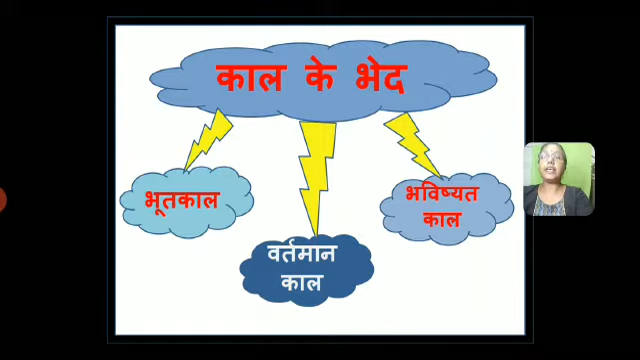 काल के भेद
भूतकाल
वर्तमान
काल
भविष्यत
काल